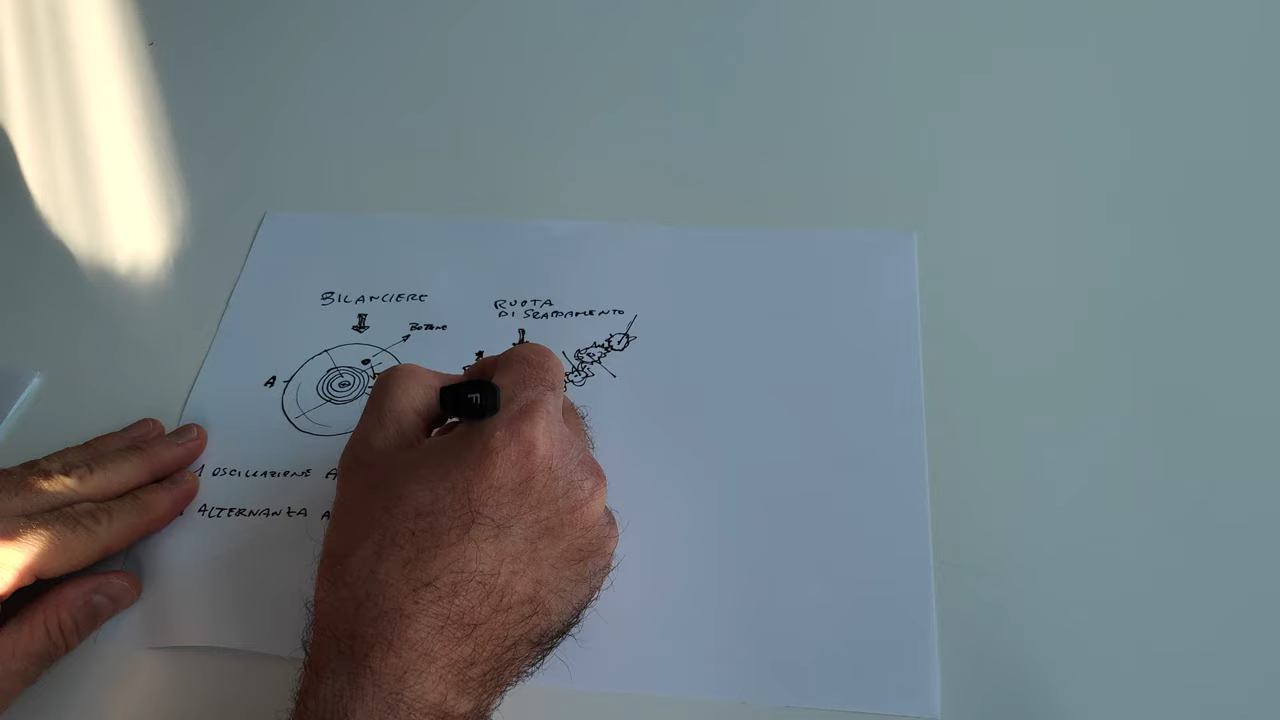 BILANCIERE
RUOTA
DI SCAPPAMENTO
BOTTONE
A
1 OSCILLAZIONE A
ALTERNANZA A
F